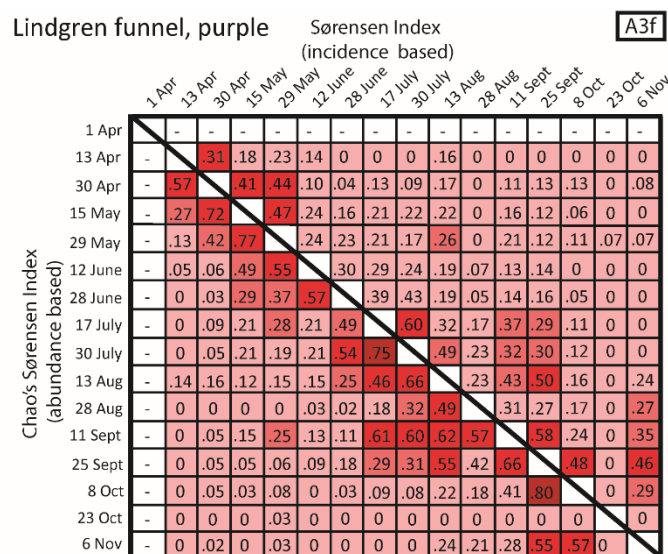 Lindgren funnel, purple
Sørensen Index
(incidence based)
A3f
1 Apr 13 Apr 30 Apr 15 May 29 May 12 June 28 June 17 July 30 July 13 Aug 28 Aug 11 Sept 25 Sept 8 Oct 23 Oct 6 Nov
Chao's Sørensen Index
(abundance based)
1 Apr - - - - - - - - - - - - - - -
13 Apr - .31 .18 .23 .14 0 0 0 .16 0 0 0 0 0 0
30 Apr - .57 .41 .44 .10 .04 .13 .09 .17 0 .11 .13 .13 0 .08
15 May - .27 .72 .47 .24 .16 .21 .22 .22 0 .16 .12 .06 0 0
29 May - .13 .42 .77 .24 .23 .21 .17 .26 0 .21 .12 .11 .07 .07
12 June - .05 .06 .49 .55 .30 .29 .24 .19 .07 .13 .14 0 0 0
28 June - 0 .03 .29 .37 .57 .39 .43 .19 .05 .14 .16 .05 0 0
17 July - 0 .09 .21 .28 .21 .49 .60 .32 .17 .37 .29 .11 0 0
30 July - 0 .05 .21 .19 .21 .54 .75 .49 .23 .32 .30 .12 0 0
13 Aug - .14 .16 .12 .15 .15 .25 .46 .66 .23 .43 .50 .16 0 .24
28 Aug - 0 0 0 0 .03 .02 .18 .32 .49 .31 .27 .17 0 .27
11 Sept - 0 .05 .15 .25 .13 .11 .61 .60 .62 .57 .58 .24 0 .35
25 Sept - 0 .05 .05 .06 .09 .18 .29 .31 .55 .42 .66 .48 0 .46
8 Oct - 0 .05 .03 .08 0 .03 .09 .08 .22 .18 .41 .80 0 .29
23 Oct - 0 0 0 .03 0 0 0 0 0 0 0 0 0 0
6 Nov - 0 .02 0 .03 0 0 0 0 .24 .21 .28 .55 .57 0